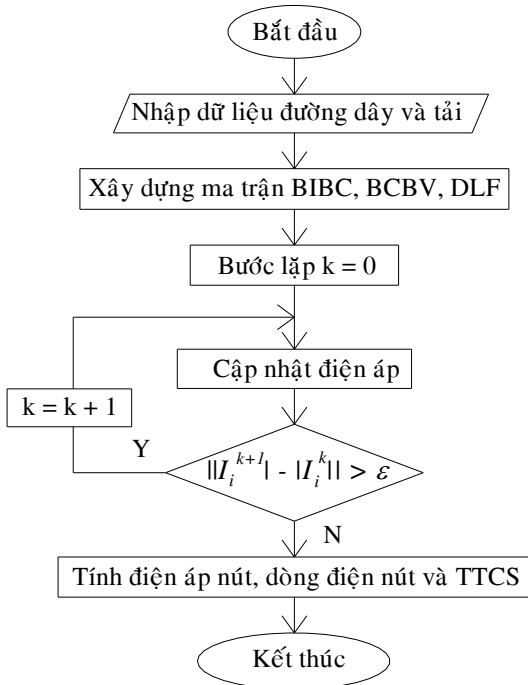 Bắt đầu
Nhập dữ liệu đường dây và tải
Xây dựng ma trận BIBC, BCBV, DLF
Bước lặp k = 0
Cập nhật điện áp
k = k + 1
Y
||I_i^{k+1}| - |I_i^k|| > ε
N
Tính điện áp nút, dòng điện nút và TTCS
Kết thúc